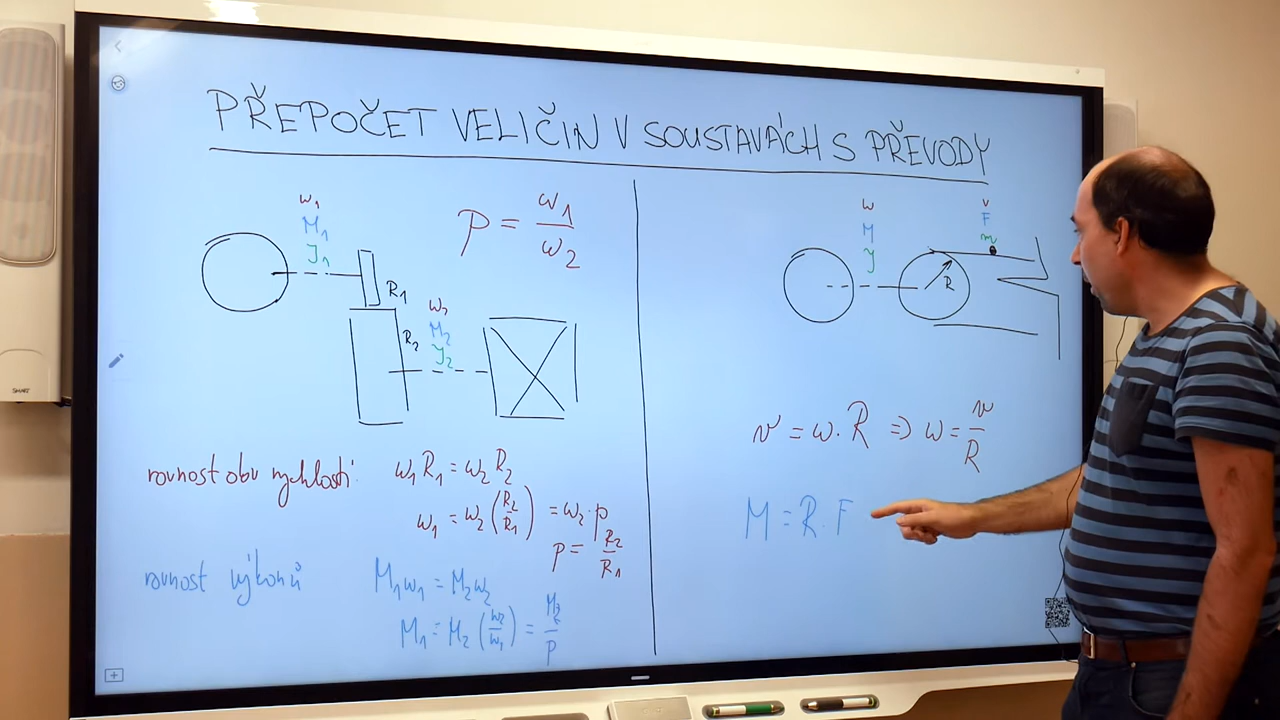 PŘEPOČET VELIČIN V SOUSTAVÁCH S PŘEVODY
ω₁
M₁
J₁
R₁
p = ω₁/ω₂
ω₂
M₂
J₂
R₂
rovnost obv rychlostí:
ω₁R₁ = ω₂R₂
ω₁ = ω₂(R₂/R₁) = ω₂·p
p = R₂/R₁
rovnost výkonů
M₁ω₁ = M₂ω₂
M₁ = M₂(ω₂/ω₁) = M₂/p
ω
M
J
v
F
m
R
v = ω.R ⇒ ω = v/R
M = R.F
SMART